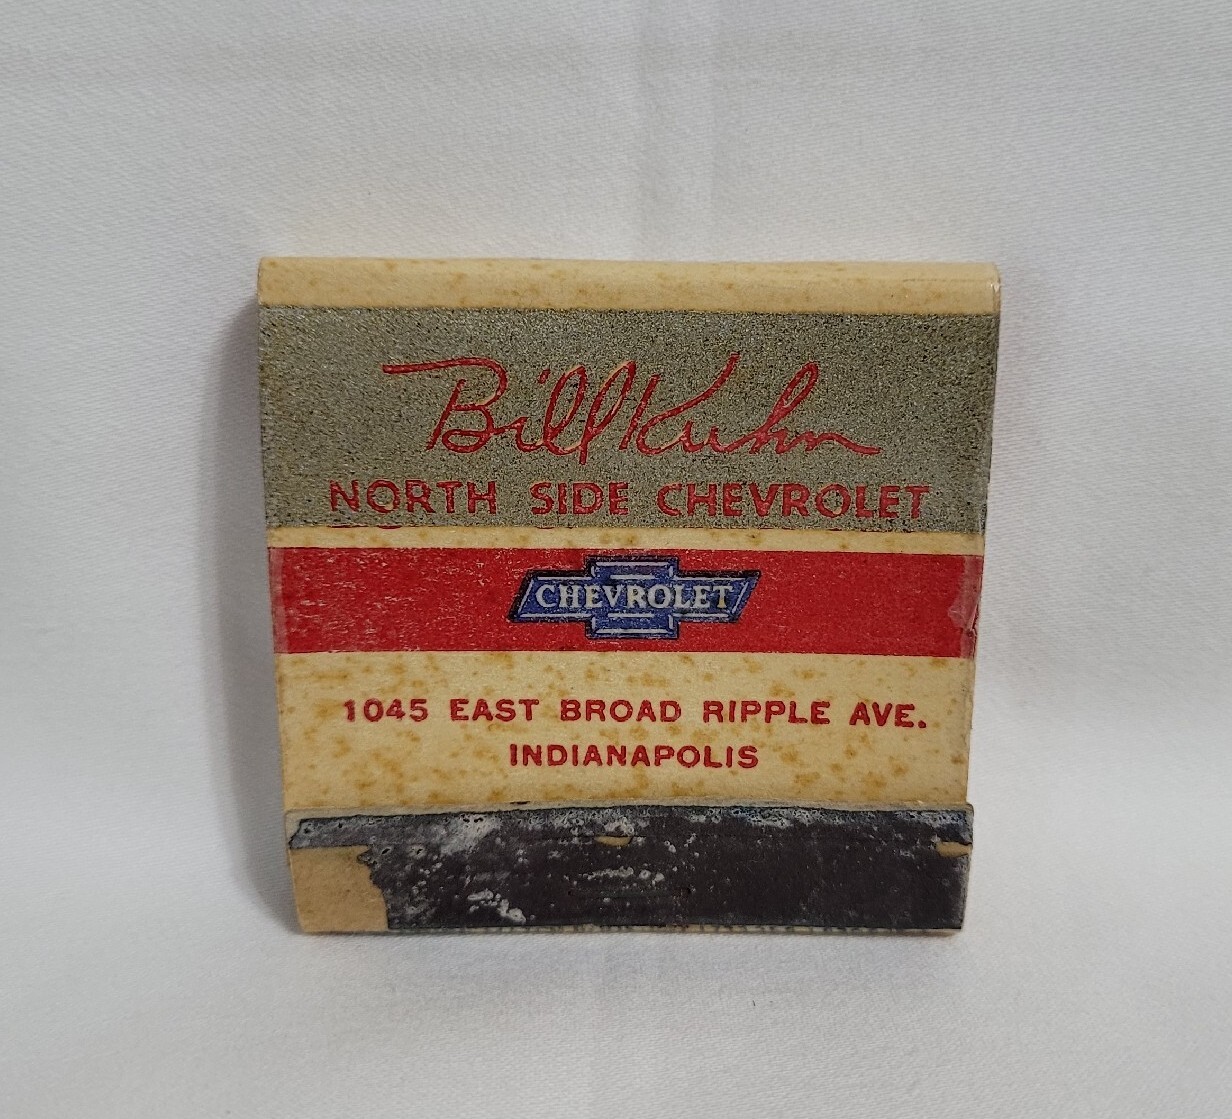 Bill Kuhn
NORTH SIDE CHEVROLET
CHEVROLET
1045 EAST BROAD RIPPLE AVE.
INDIANAPOLIS